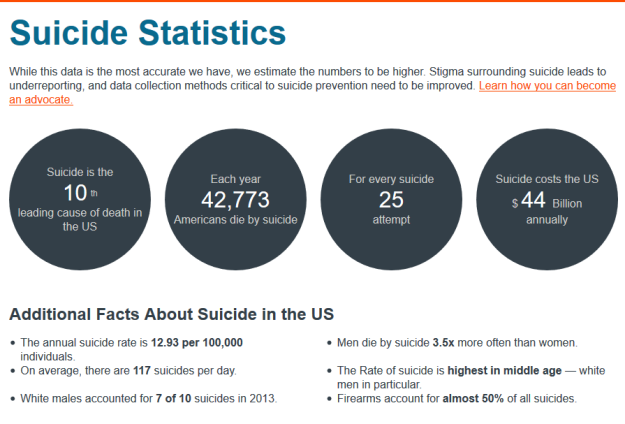 Suicide Statistics
While this data is the most accurate we have, we estimate the numbers to be higher. Stigma surrounding suicide leads to
underreporting, and data collection methods critical to suicide prevention need to be improved. Learn how you can become
an advocate.
Suicide is the
10 th
leading cause of death in
the US
Each year
42,773
Americans die by suicide
For every suicide
25
attempt
Suicide costs the US
$ 44 Billion
annually
Additional Facts About Suicide in the US
• The annual suicide rate is 12.93 per 100,000
individuals.
• On average, there are 117 suicides per day.
• White males accounted for 7 of 10 suicides in 2013.
• Men die by suicide 3.5x more often than women.
• The Rate of suicide is highest in middle age — white
men in particular.
• Firearms account for almost 50% of all suicides.